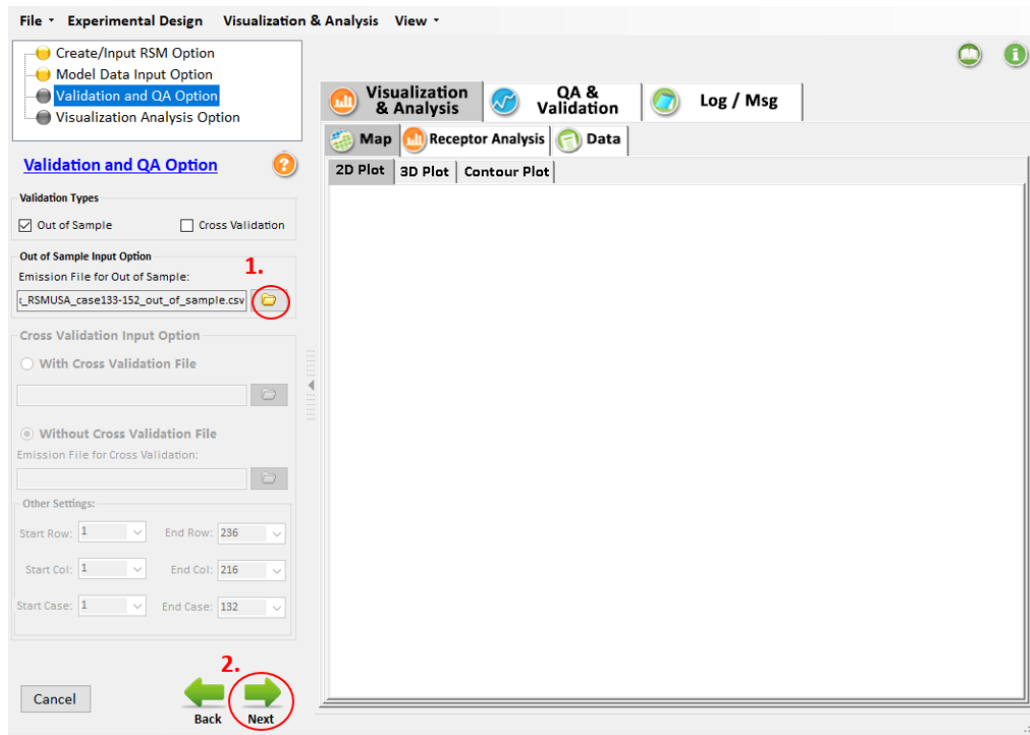 File Experimental Design Visualization & Analysis View
Create/Input RSM Option
Model Data Input Option
Validation and QA Option
Visualization Analysis Option
Validation and QA Option
Validation Types
Out of Sample Cross Validation
Out of Sample Input Option
1.
Emission File for Out of Sample:
_RSMUSA_case133-152_out_of_sample.csv
Cross Validation Input Option
With Cross Validation File
Without Cross Validation File
Emission File for Cross Validation:
Other Settings:
Start Row: 1 End Row: 236
Start Col: 1 End Col: 216
Start Case: 1 End Case: 132
2.
Cancel
Back Next
Visualization
& Analysis
QA &
Validation
Log / Msg
Map Receptor Analysis Data
2D Plot 3D Plot Contour Plot